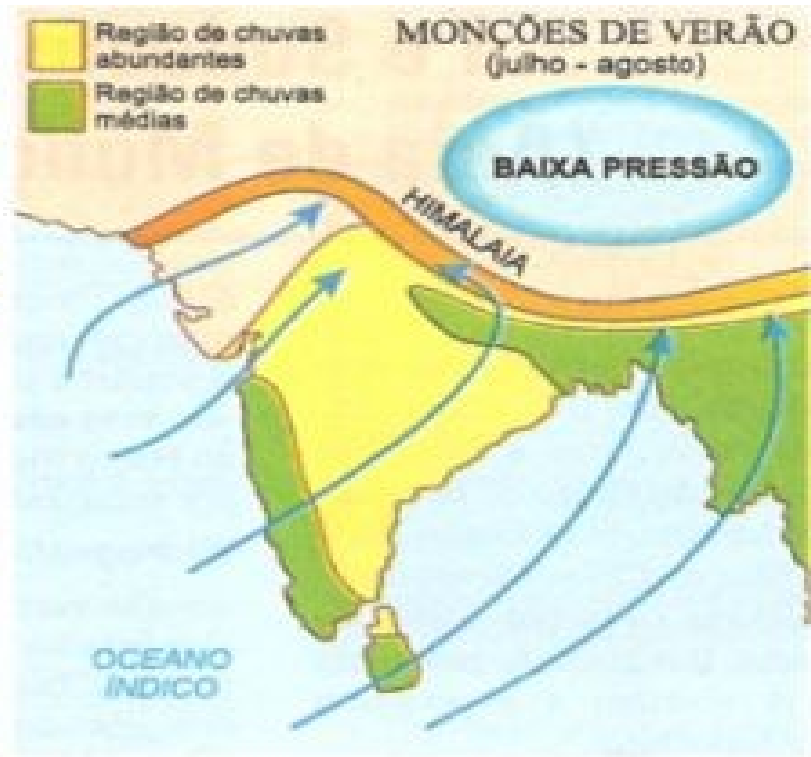 Região de chuvas
abundantes
Região de chuvas
médias
MONÇÕES DE VERÃO
(julho - agosto)
BAIXA PRESSÃO
HIMALAIA
OCEANO
ÍNDICO